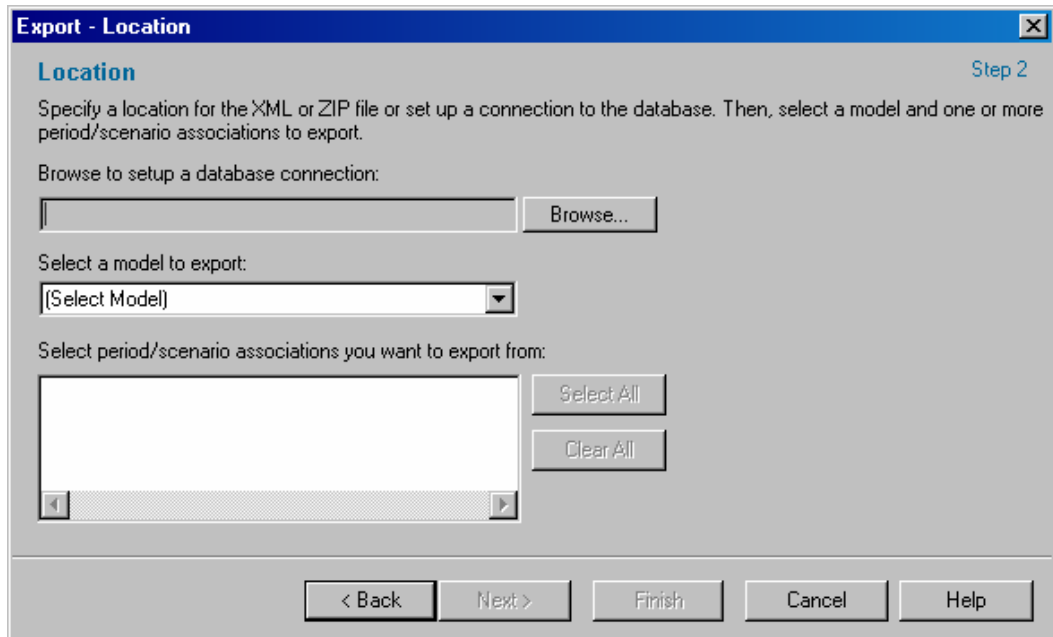 Export - Location
Location
Step 2
Specify a location for the XML or ZIP file or set up a connection to the database. Then, select a model and one or more
period/scenario associations to export.
Browse to setup a database connection:
Browse...
Select a model to export:
(Select Model)
Select period/scenario associations you want to export from:
Select All
Clear All
< Back
Next >
Finish
Cancel
Help